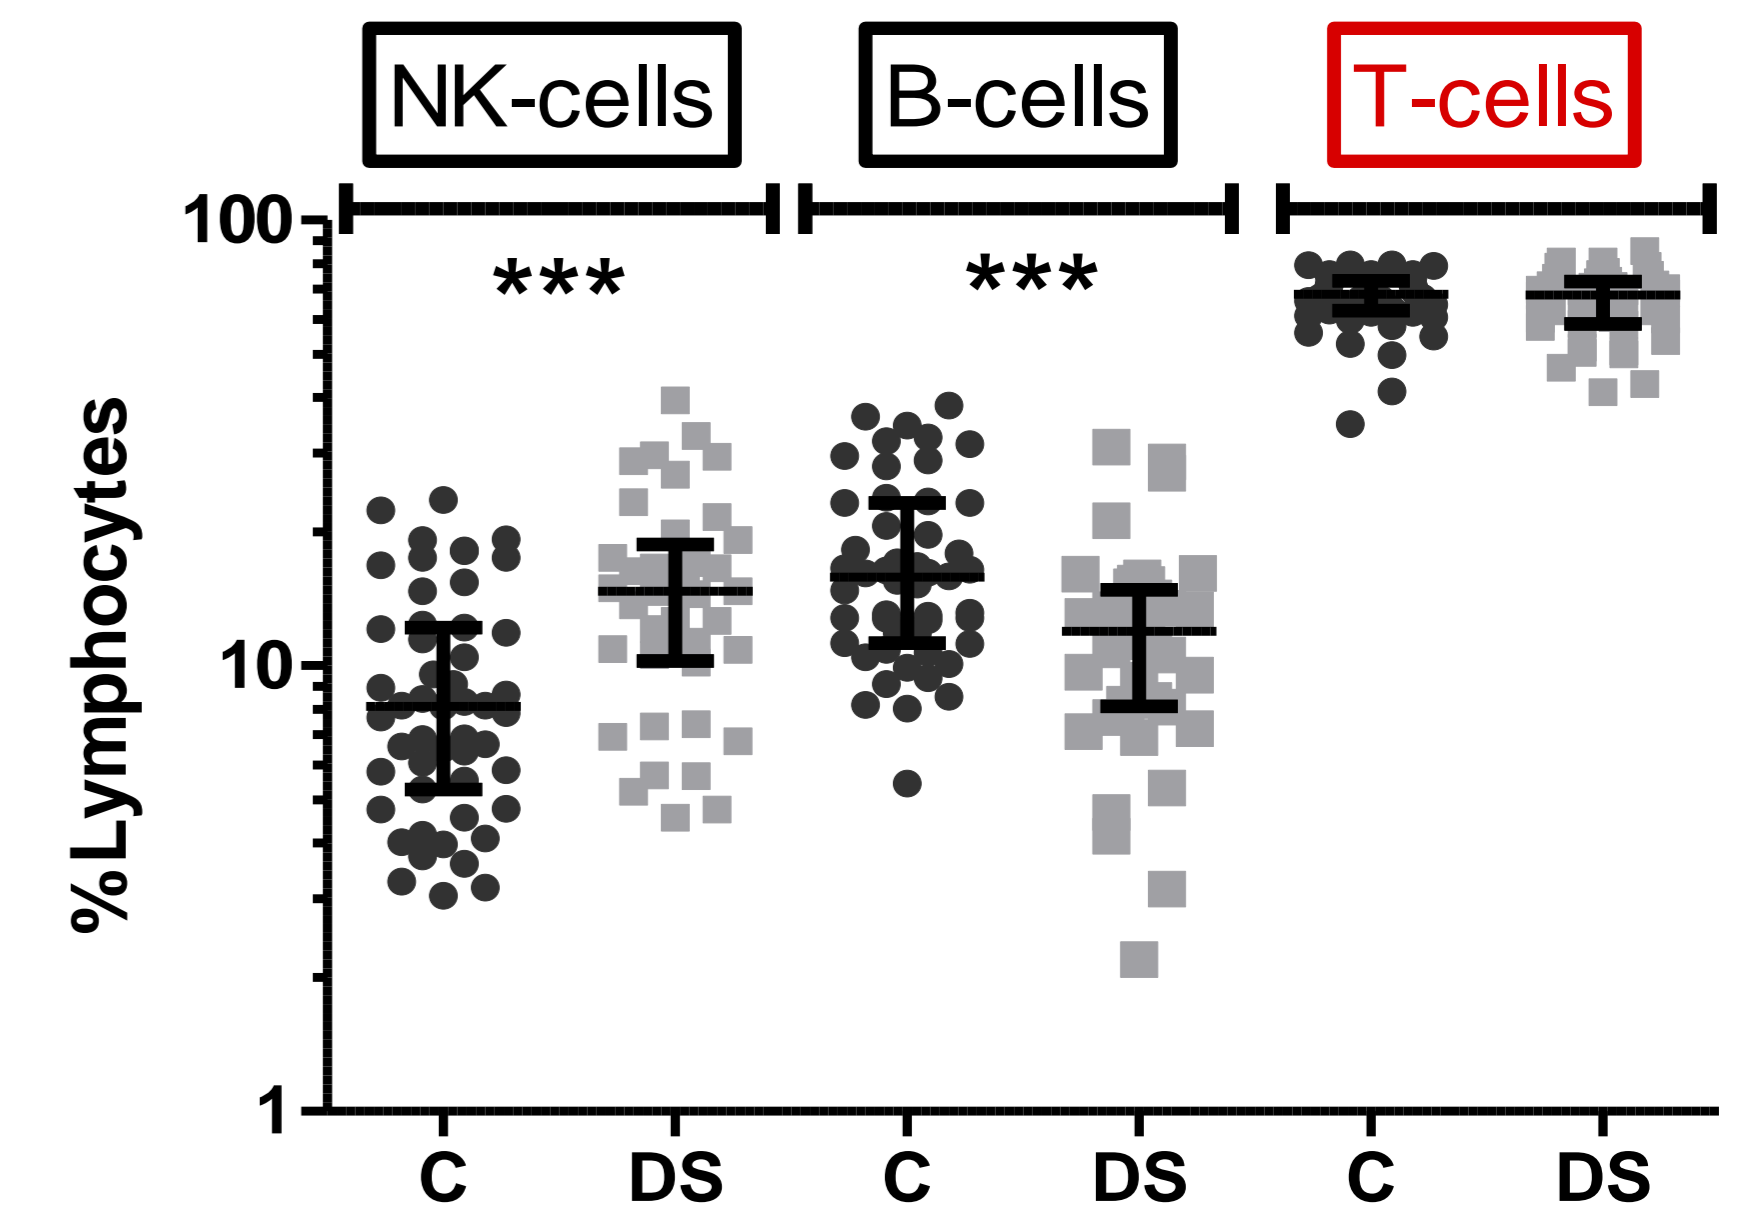 NK-cells
B-cells
T-cells
100
*** ***
10
1
%Lymphocytes
C DS C DS C DS